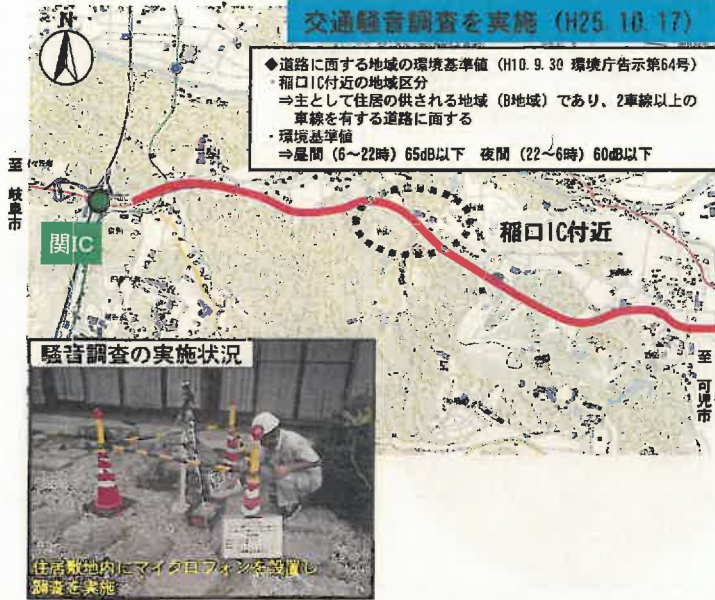 交通騒音調査を実施（H25.10.17）
◆道路に面する地域の環境基準値（H10.9.30 環境庁告示第64号）
・稲口IC付近の地域区分
⇒主として住居の供される地域（B地域）であり、2車線以上の
車線を有する道路に面する
・環境基準値
⇒昼間（6～22時）65dB以下　夜間（22～6時）60dB以下
N
至 岐阜市
関IC
稲口IC付近
至 可児市
騒音調査の実施状況
住居敷地内にマイクロフォンを設置し
調査を実施